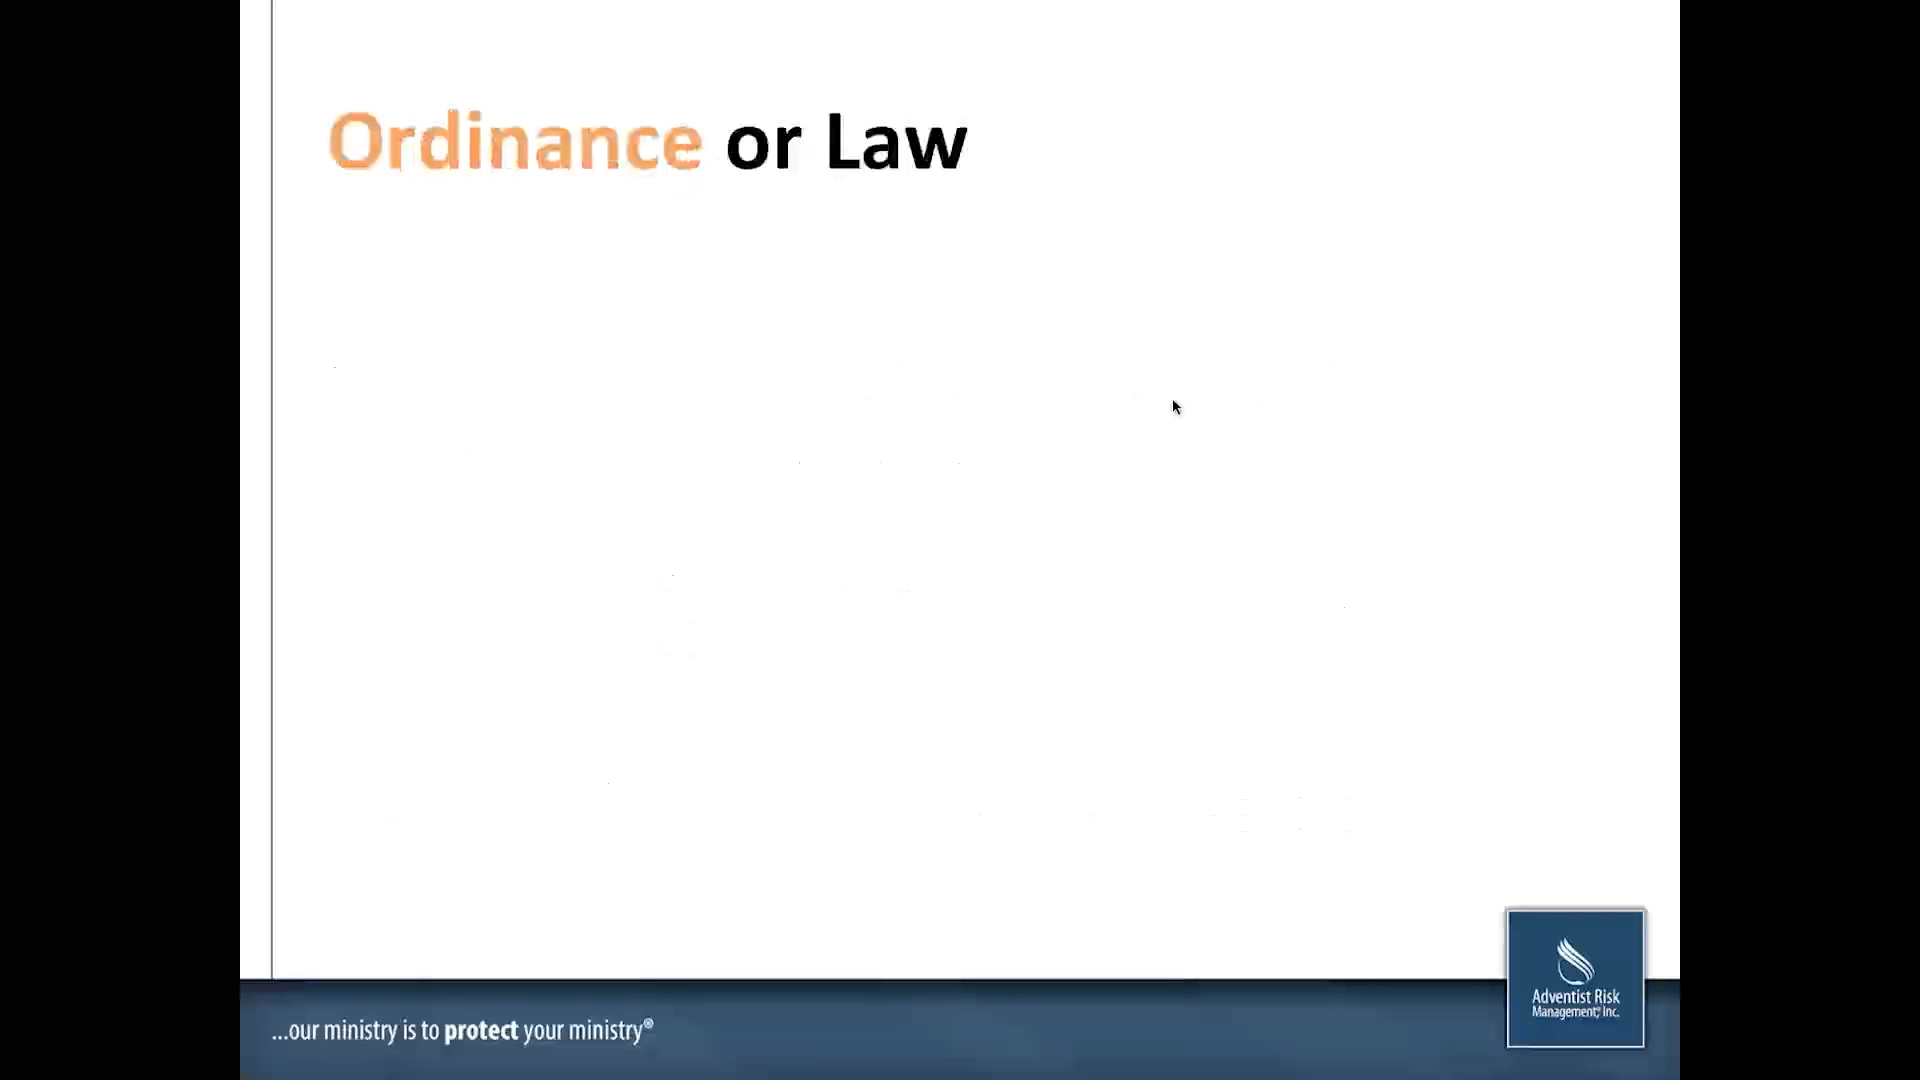 Ordinance or Law
...our ministry is to protect your ministry®
Adventist Risk
Management, Inc.